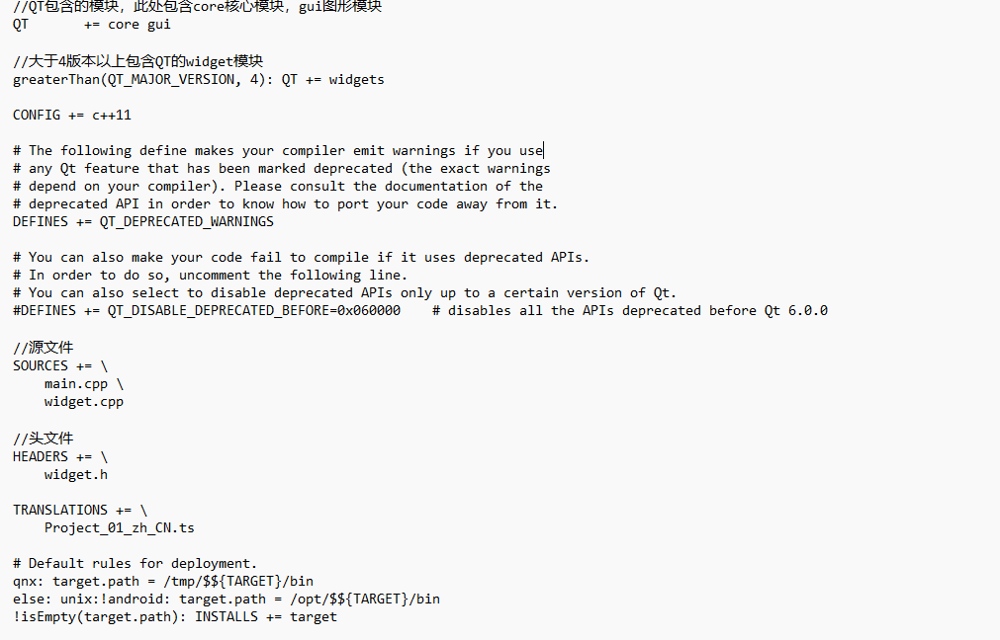 //QT包含的模块，此处包含core核心模块，gui图形模块
QT       += core gui
//大于4版本以上包含QT的widget模块
greaterThan(QT_MAJOR_VERSION, 4): QT += widgets
CONFIG += c++11
# The following define makes your compiler emit warnings if you use
# any Qt feature that has been marked deprecated (the exact warnings
# depend on your compiler). Please consult the documentation of the
# deprecated API in order to know how to port your code away from it.
DEFINES += QT_DEPRECATED_WARNINGS
# You can also make your code fail to compile if it uses deprecated APIs.
# In order to do so, uncomment the following line.
# You can also select to disable deprecated APIs only up to a certain version of Qt.
#DEFINES += QT_DISABLE_DEPRECATED_BEFORE=0x060000    # disables all the APIs deprecated before Qt 6.0.0
//源文件
SOURCES += \
    main.cpp \
    widget.cpp
//头文件
HEADERS += \
    widget.h
TRANSLATIONS += \
    Project_01_zh_CN.ts
# Default rules for deployment.
qnx: target.path = /tmp/$${TARGET}/bin
else: unix:!android: target.path = /opt/$${TARGET}/bin
!isEmpty(target.path): INSTALLS += target